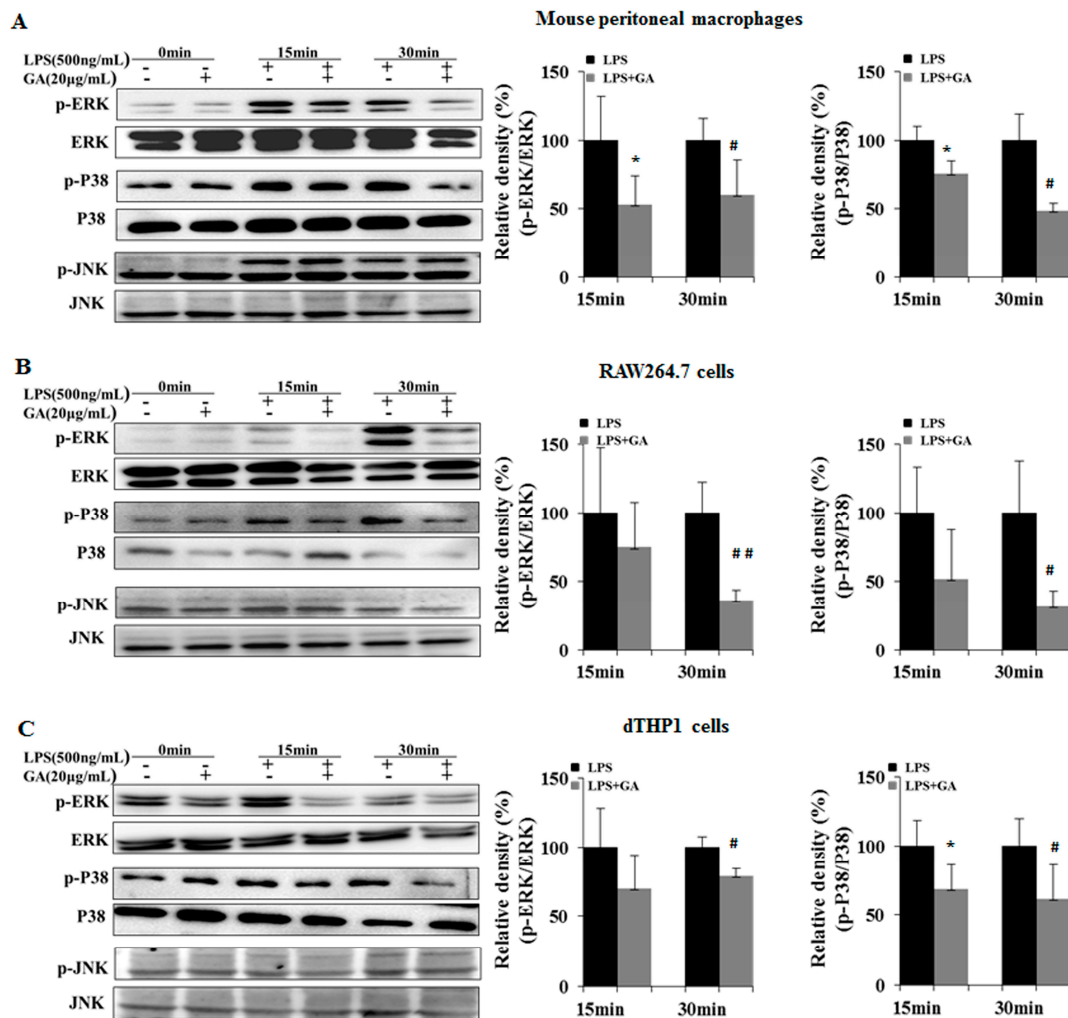 A
Mouse peritoneal macrophages
0min 15min 30min
LPS(500ng/mL) - - + + + +
GA(20μg/mL) - + - + - +
p-ERK
ERK
p-P38
P38
p-JNK
JNK
Relative density (%)
(p-ERK/ERK)
150
100
50
0
LPS
LPS+GA
*
#
15min 30min
Relative density (%)
(p-P38/P38)
150
100
50
0
LPS
LPS+GA
*
#
15min 30min
B
RAW264.7 cells
0min 15min 30min
LPS(500ng/mL) - - + + + +
GA(20μg/mL) - + - + - +
p-ERK
ERK
p-P38
P38
p-JNK
JNK
Relative density (%)
(p-ERK/ERK)
150
100
50
0
LPS
LPS+GA
# #
15min 30min
Relative density (%)
(p-P38/P38)
150
100
50
0
LPS
LPS+GA
#
15min 30min
C
dTHP1 cells
0min 15min 30min
LPS(500ng/mL) - - + + + +
GA(20μg/mL) - + - + - +
p-ERK
ERK
p-P38
P38
p-JNK
JNK
Relative density (%)
(p-ERK/ERK)
150
100
50
0
LPS
LPS+GA
#
15min 30min
Relative density (%)
(p-P38/P38)
150
100
50
0
LPS
LPS+GA
*
#
15min 30min